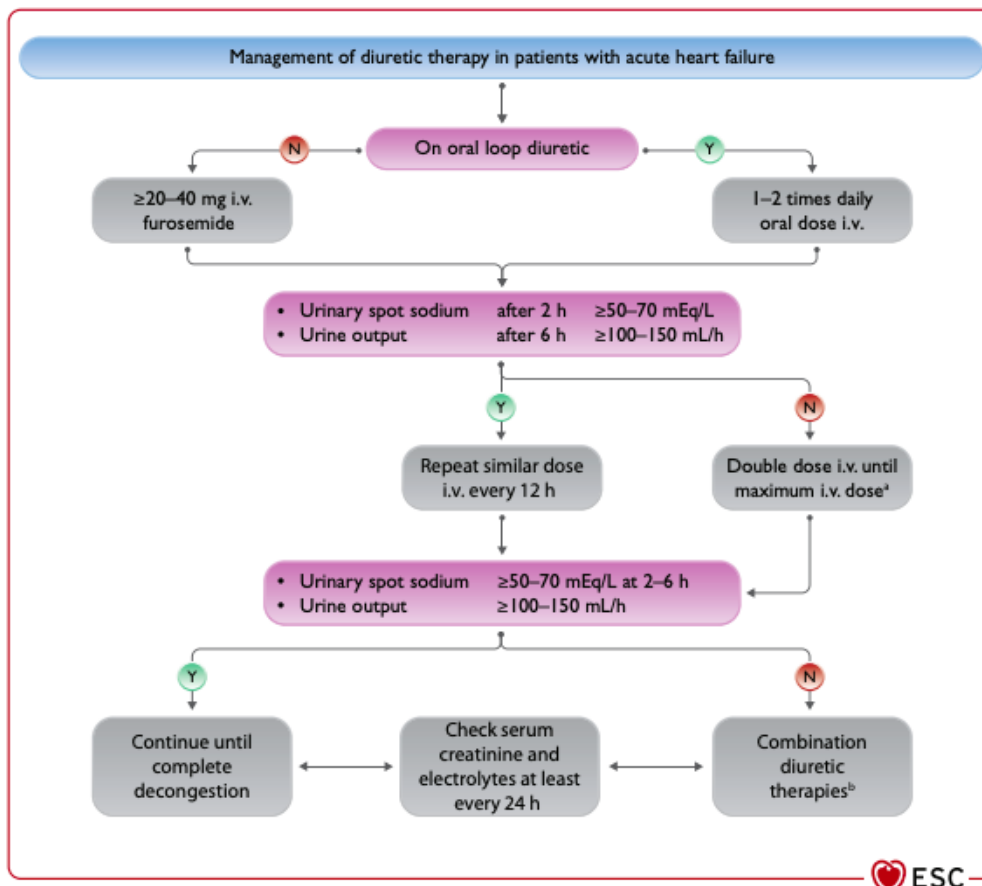 Management of diuretic therapy in patients with acute heart failure
N
On oral loop diuretic
Y
≥20–40 mg i.v.
furosemide
1–2 times daily
oral dose i.v.
• Urinary spot sodium after 2 h ≥50–70 mEq/L
• Urine output after 6 h ≥100–150 mL/h
Y
N
Repeat similar dose
i.v. every 12 h
Double dose i.v. until
maximum i.v. doseᵃ
• Urinary spot sodium ≥50–70 mEq/L at 2–6 h
• Urine output ≥100–150 mL/h
Y
N
Continue until
complete
decongestion
Check serum
creatinine and
electrolytes at least
every 24 h
Combination
diuretic
therapiesᵇ
ESC